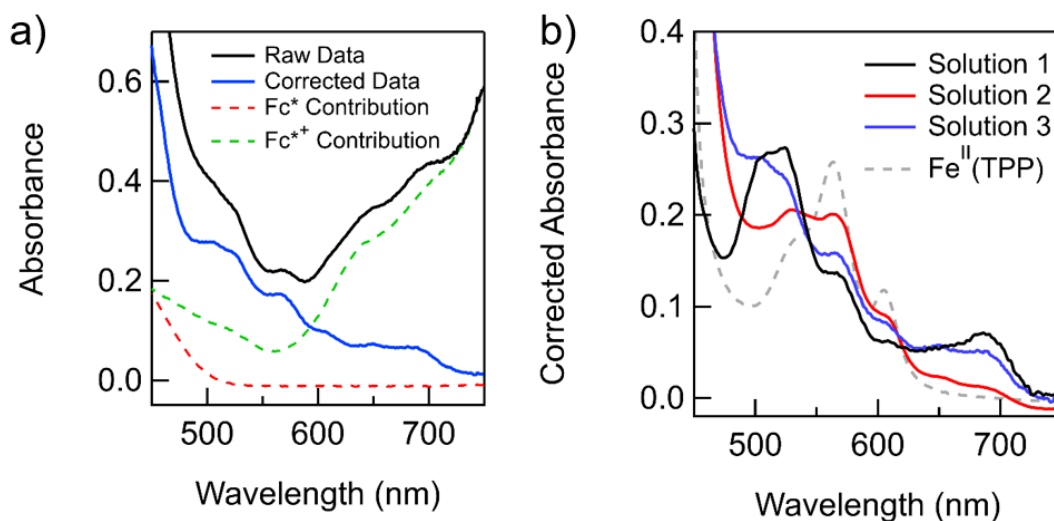 a)
Raw Data
Corrected Data
Fc* Contribution
Fc*+ Contribution
0.6
0.4
0.2
0.0
Absorbance
500
600
700
Wavelength (nm)
b)
Solution 1
Solution 2
Solution 3
FeII(TPP)
0.4
0.3
0.2
0.1
0.0
Corrected Absorbance
500
600
700
Wavelength (nm)